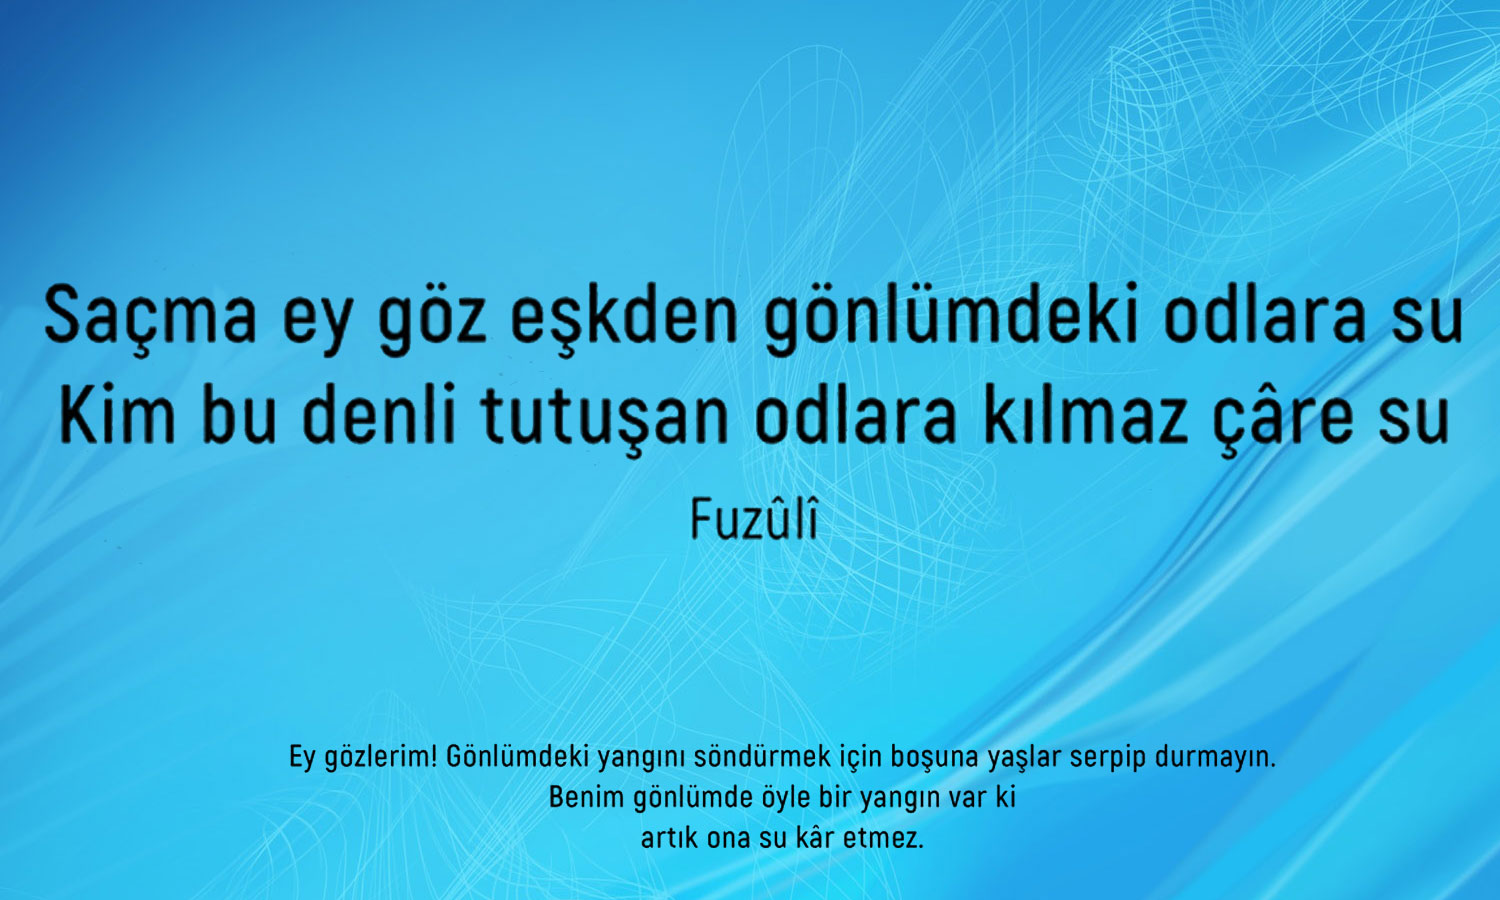 Saçma ey göz eşkden gönlümdeki odlara su
Kim bu denli tutuşan odlara kılmaz çâre su
Fuzûlî
Ey gözlerim! Gönlümdeki yangını söndürmek için boşuna yaşlar serpip durmayın.
Benim gönlümde öyle bir yangın var ki
artık ona su kâr etmez.